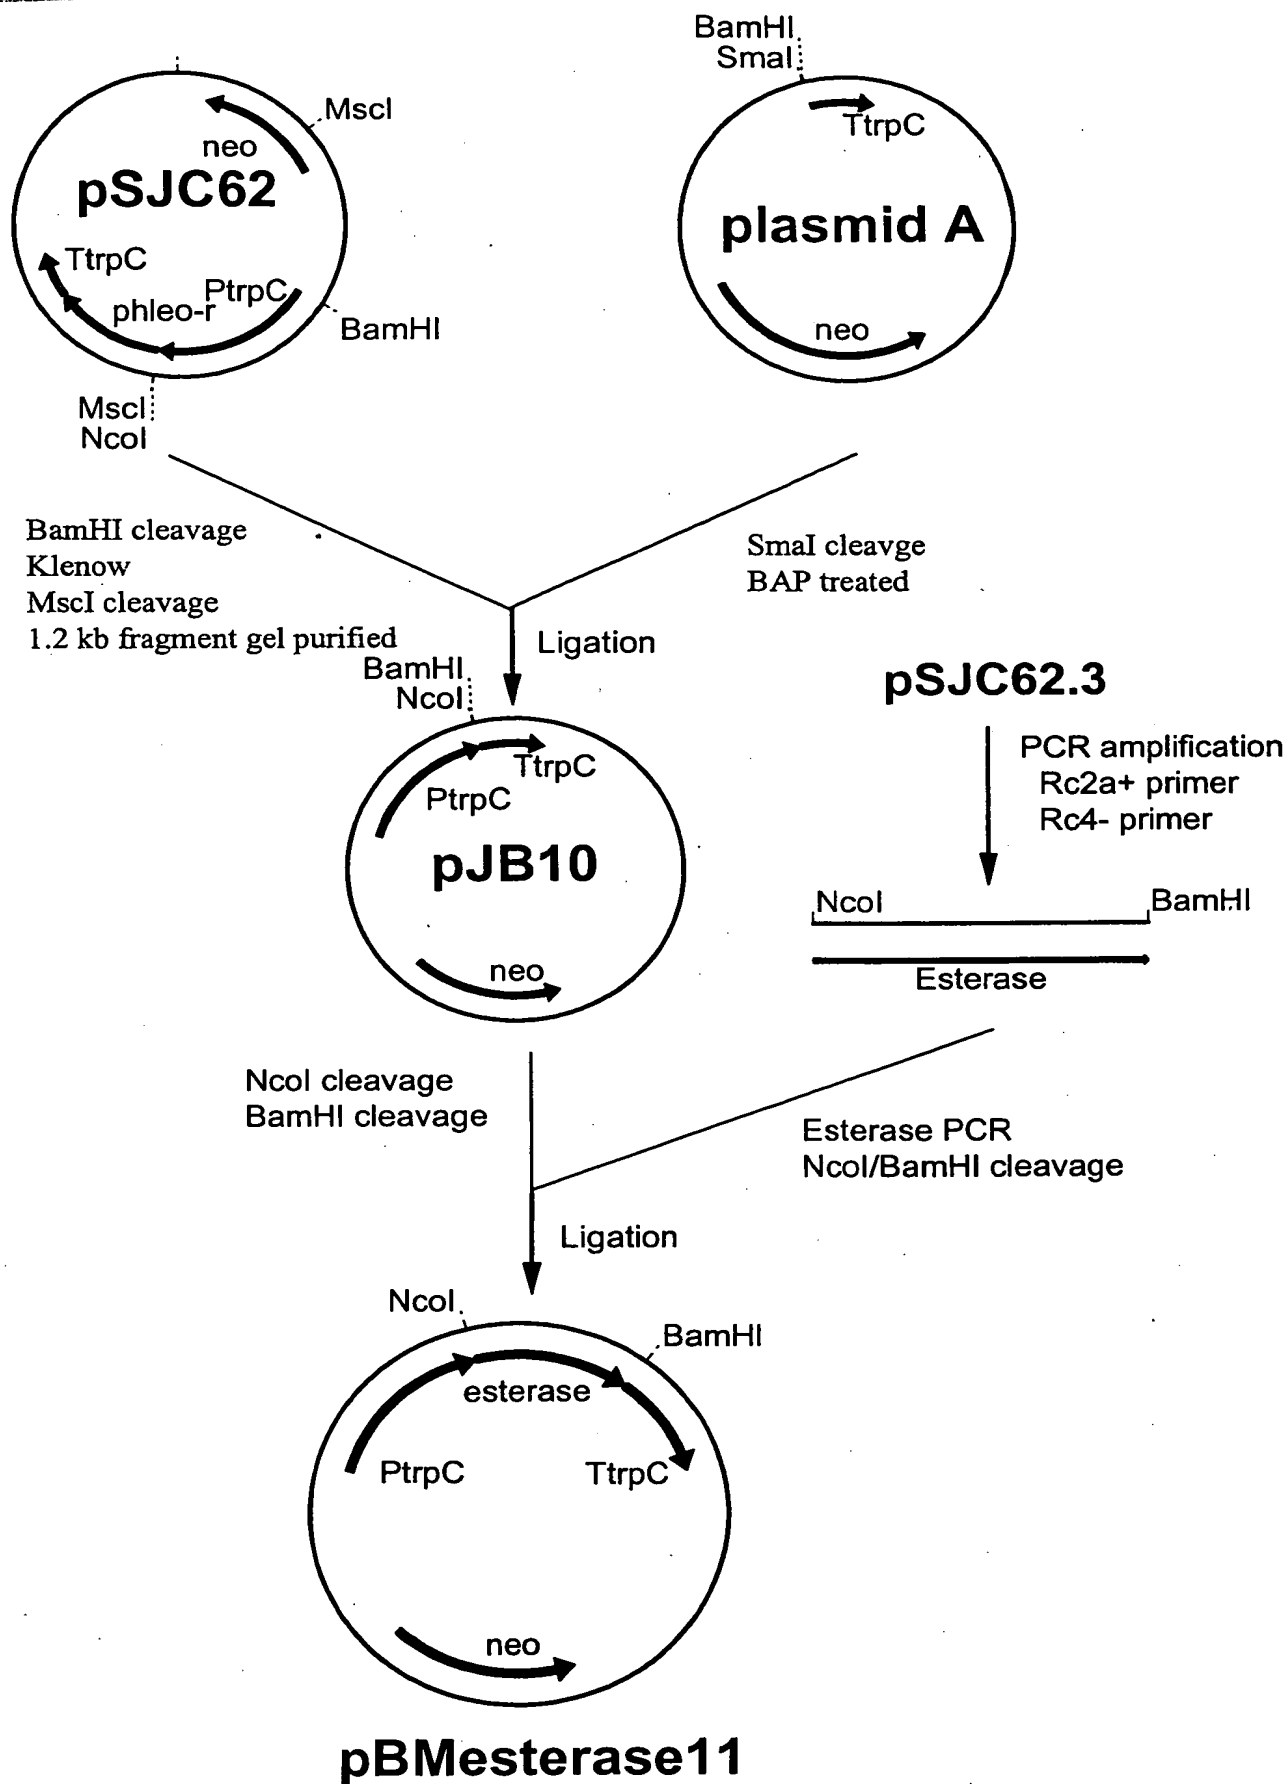 BamHI
SmaI
MscI
neo
pSJC62
TtrpC
PtrpC
phleo-r
BamHI
MscI
NcoI
TtrpC
plasmid A
neo
BamHI cleavage
Klenow
MscI cleavage
1.2 kb fragment gel purified
SmaI cleavge
BAP treated
Ligation
BamHI
NcoI
TtrpC
PtrpC
pJB10
neo
pSJC62.3
PCR amplification
Rc2a+ primer
Rc4- primer
NcoI
BamHI
Esterase
NcoI cleavage
BamHI cleavage
Esterase PCR
NcoI/BamHI cleavage
Ligation
NcoI
BamHI
esterase
PtrpC
TtrpC
neo
pBMesterase11